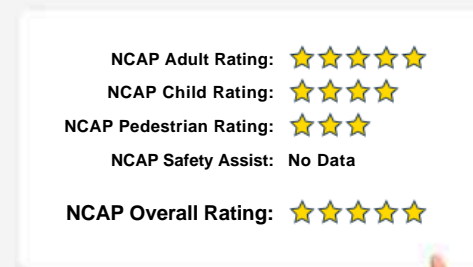 NCAP Adult Rating:
NCAP Child Rating:
NCAP Pedestrian Rating:
NCAP Safety Assist: No Data
NCAP Overall Rating: